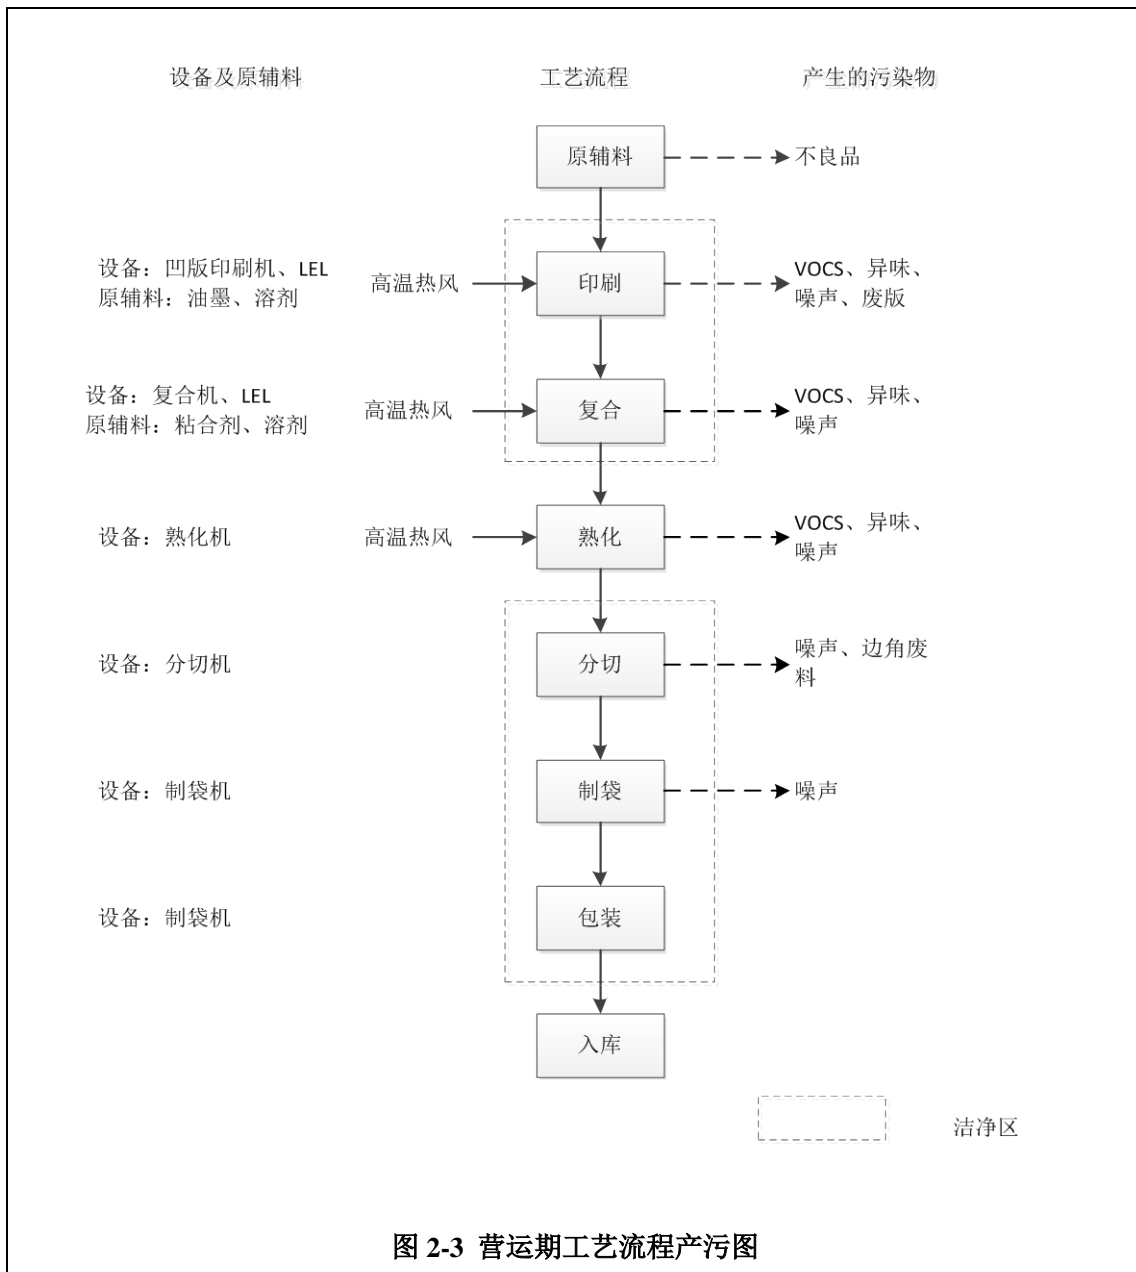 设备及原辅料 工艺流程 产生的污染物
原辅料 不良品
设备：凹版印刷机、LEL
原辅料：油墨、溶剂
高温热风
印刷
VOCS、异味、
噪声、废版
设备：复合机、LEL
原辅料：粘合剂、溶剂
高温热风
复合
VOCS、异味、
噪声
设备：熟化机
高温热风
熟化
VOCS、异味、
噪声
设备：分切机
分切
噪声、边角废
料
设备：制袋机
制袋
噪声
设备：制袋机
包装
入库
洁净区
图 2-3 营运期工艺流程产污图